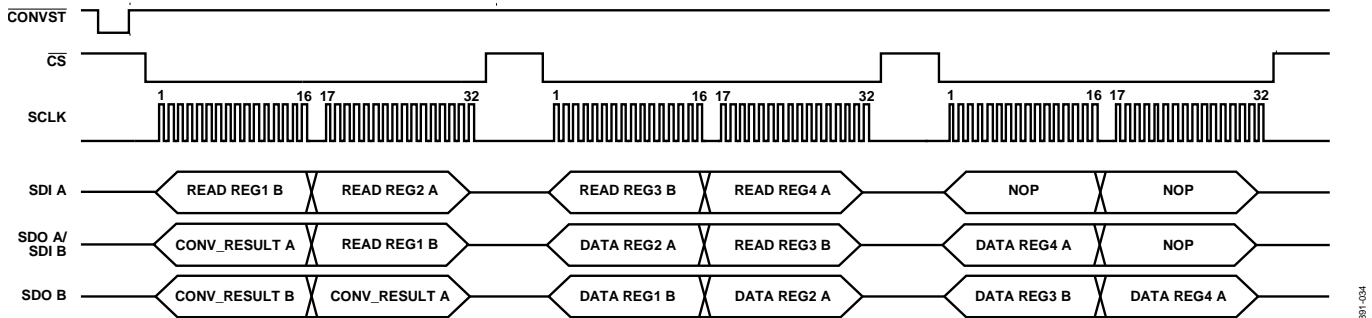 CONVST
CS
1 16 17 32 1 16 17 32 1 16 17 32
SCLK
SDI A READ REG1 B READ REG2 A READ REG3 B READ REG4 A NOP NOP
SDO A/
SDI B CONV_RESULT A READ REG1 B DATA REG2 A READ REG3 B DATA REG4 A NOP
SDO B CONV_RESULT B CONV_RESULT A DATA REG1 B DATA REG2 A DATA REG3 B DATA REG4 A